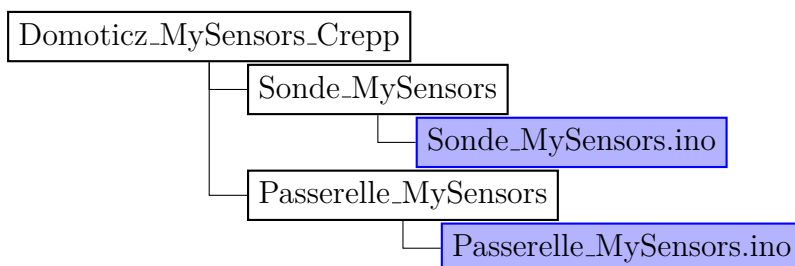 Domoticz_MySensors_Crepp
Sonde_MySensors
Sonde_MySensors.ino
Passerelle_MySensors
Passerelle_MySensors.ino